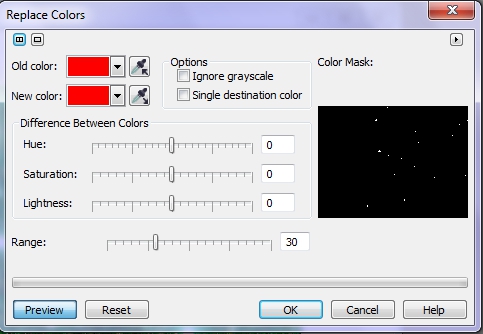 Replace Colors
Old color:
New color:
Options
Ignore grayscale
Single destination color
Color Mask:
Difference Between Colors
Hue: 0
Saturation: 0
Lightness: 0
Range: 30
Preview Reset OK Cancel Help